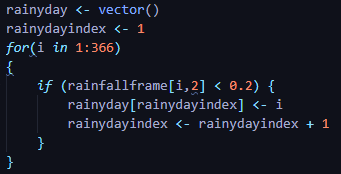 rainyday <- vector()
rainydayindex <- 1
for(i in 1:366)
{
    if (rainfallframe[i,2] < 0.2) {
        rainyday[rainydayindex] <- i
        rainydayindex <- rainydayindex + 1
    }
}